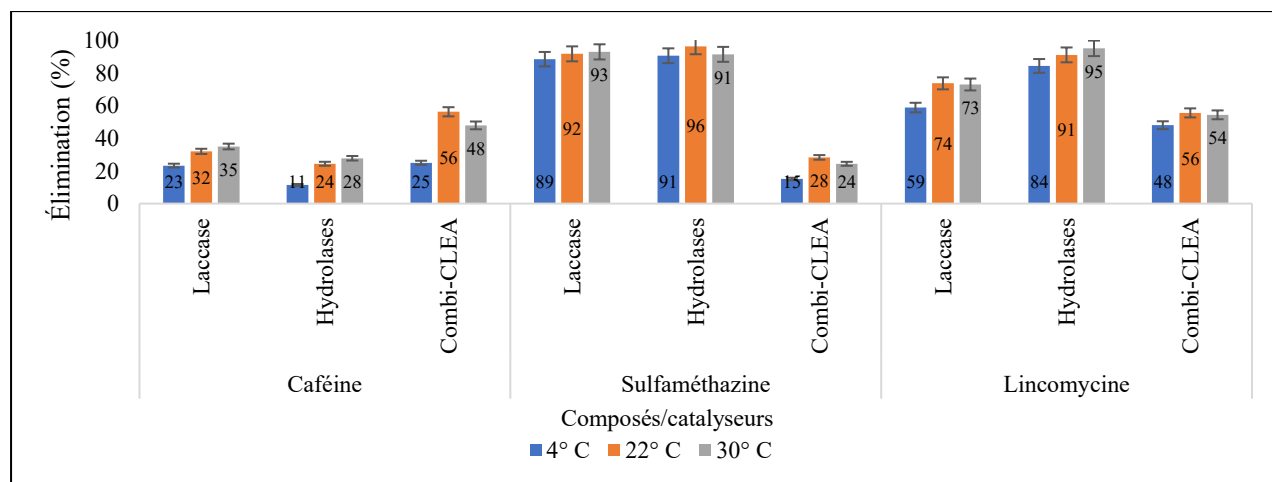 Élimination (%)
100
80
60
40
20
0
23 32 35
11 24 28
25 56 48
89 92 93
91 96 91
15 28 24
59 74 73
84 91 95
48 56 54
Laccase Hydrolases Combi-CLEA Laccase Hydrolases Combi-CLEA Laccase Hydrolases Combi-CLEA
Caféine Sulfaméthazine Lincomycine
Composés/catalyseurs
4° C 22° C 30° C